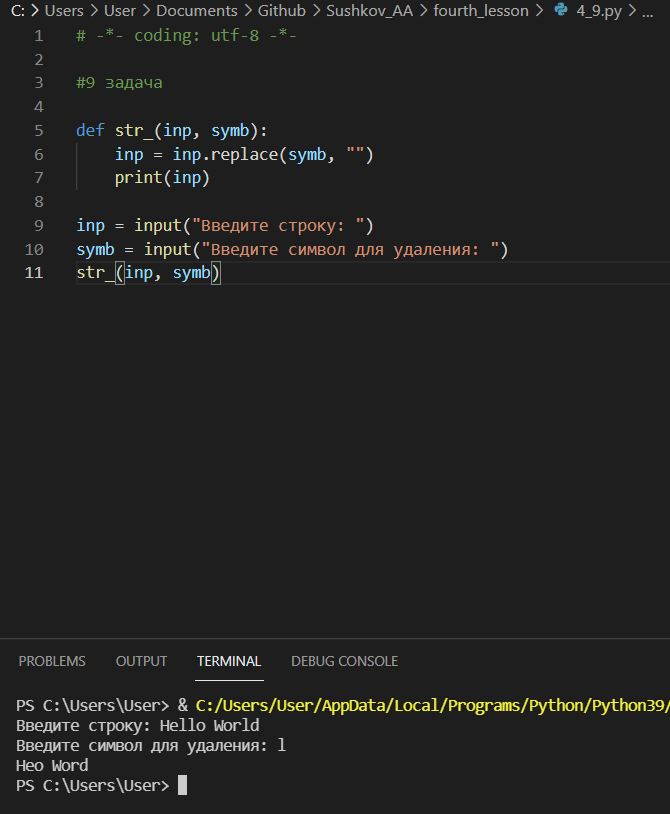 C: > Users > User > Documents > Github > Sushkov_AA > fourth_lesson > 4_9.py > ...
1 # -*- coding: utf-8 -*-
2
3 #9 задача
4
5 def str_(inp, symb):
6 inp = inp.replace(symb, "")
7 print(inp)
8
9 inp = input("Введите строку: ")
10 symb = input("Введите символ для удаления: ")
11 str_(inp, symb)
PROBLEMS OUTPUT TERMINAL DEBUG CONSOLE
PS C:\Users\User> & C:/Users/User/AppData/Local/Programs/Python/Python39/
Введите строку: Hello World
Введите символ для удаления: l
Heo Word
PS C:\Users\User>